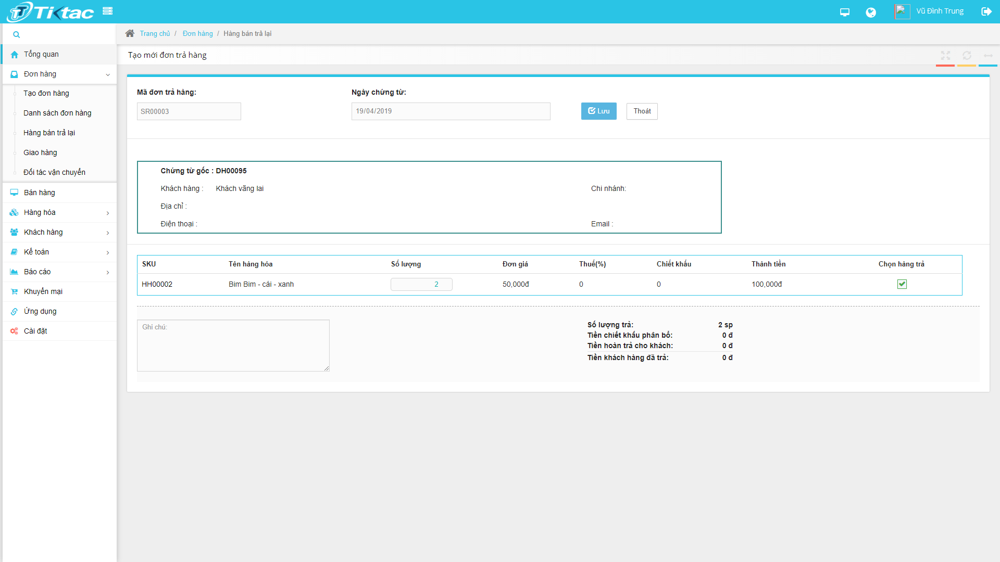 TikTac
Vũ Đình Trung
Trang chủ / Đơn hàng / Hàng bán trả lại
Tổng quan
Đơn hàng
Tạo đơn hàng
Danh sách đơn hàng
Hàng bán trả lại
Giao hàng
Đối tác vận chuyển
Bán hàng
Hàng hóa
Khách hàng
Kế toán
Báo cáo
Khuyến mại
Ứng dụng
Cài đặt
Tạo mới đơn trả hàng
Mã đơn trả hàng: Ngày chứng từ:
SR00003 19/04/2019 Lưu Thoát
Chứng từ gốc : DH00095
Khách hàng : Khách vãng lai Chi nhánh:
Địa chỉ :
Điện thoại : Email :
SKU Tên hàng hóa Số lượng Đơn giá Thuế(%) Chiết khấu Thành tiền Chọn hàng trả
HH00002 Bim Bim - cái - xanh 2 50,000đ 0 0 100,000đ
Ghi chú:
Số lượng trả: 2 sp
Tiền chiết khấu phân bổ: 0 đ
Tiền hoàn trả cho khách: 0 đ
Tiền khách hàng đã trả: 0 đ